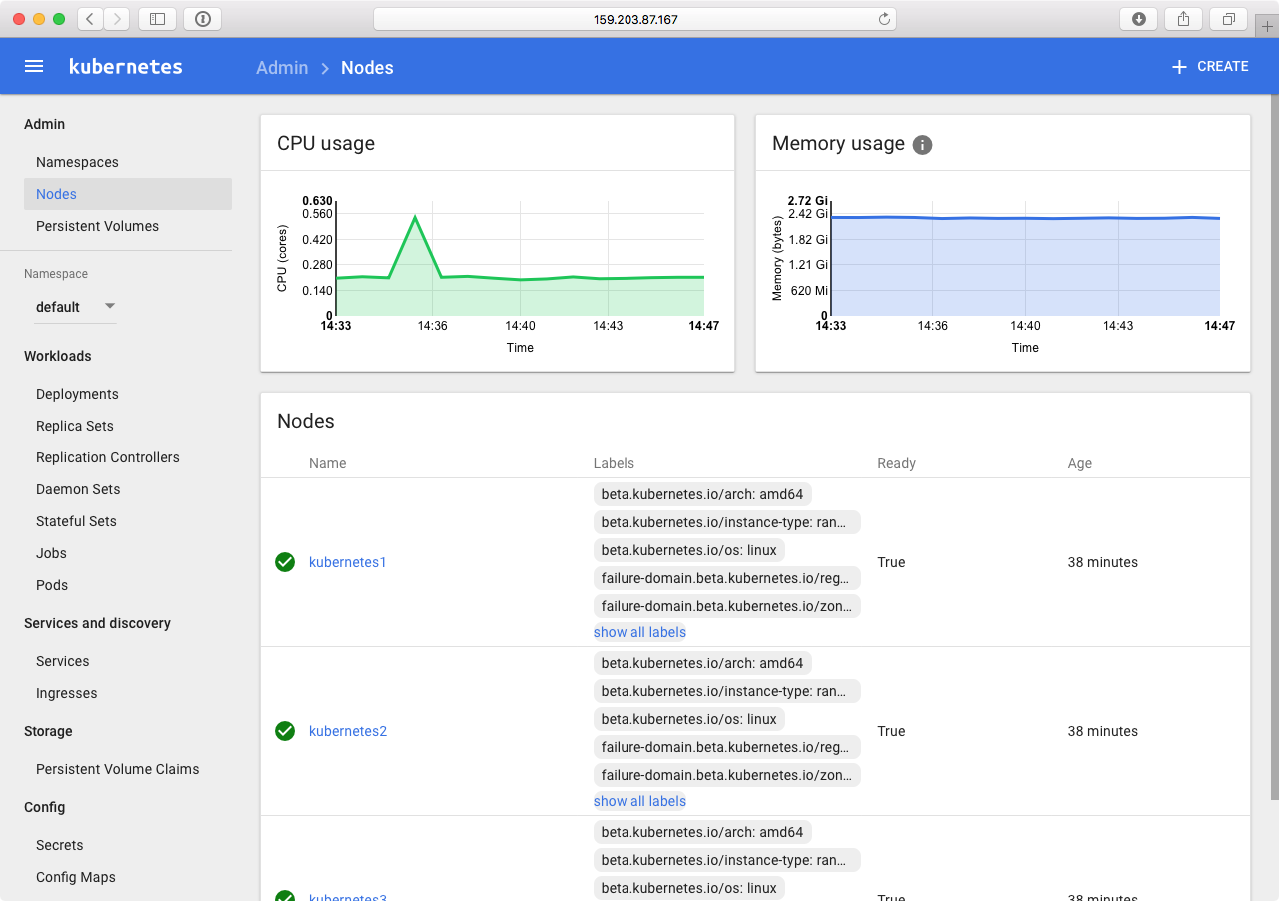 159.203.87.167
kubernetes
Admin > Nodes
+ CREATE
Admin
Namespaces
Nodes
Persistent Volumes
Namespace
default
Workloads
Deployments
Replica Sets
Replication Controllers
Daemon Sets
Stateful Sets
Jobs
Pods
Services and discovery
Services
Ingresses
Storage
Persistent Volume Claims
Config
Secrets
Config Maps
CPU usage
CPU (cores)
0.630
0.560
0.420
0.280
0.140
0
14:33 14:36 14:40 14:43 14:47
Time
Memory usage i
Memory (bytes)
2.72 Gi
2.42 Gi
1.82 Gi
1.21 Gi
620 Mi
0
14:33 14:36 14:40 14:43 14:47
Time
Nodes
Name Labels Ready Age
beta.kubernetes.io/arch: amd64
beta.kubernetes.io/instance-type: ran...
beta.kubernetes.io/os: linux
kubernetes1 True 38 minutes
failure-domain.beta.kubernetes.io/reg...
failure-domain.beta.kubernetes.io/zon...
show all labels
beta.kubernetes.io/arch: amd64
beta.kubernetes.io/instance-type: ran...
beta.kubernetes.io/os: linux
kubernetes2 True 38 minutes
failure-domain.beta.kubernetes.io/reg...
failure-domain.beta.kubernetes.io/zon...
show all labels
beta.kubernetes.io/arch: amd64
beta.kubernetes.io/instance-type: ran...
beta.kubernetes.io/os: linux
kubernetes3 True 38 minutes